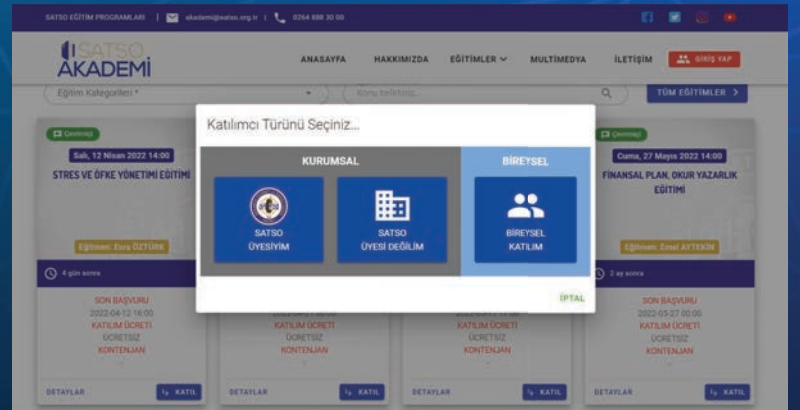 SATSO EĞİTİM PROGRAMLARI | akademi@satso.org.tr | 0264 888 30 00
SATSO
AKADEMİ
ANASAYFA HAKKIMIZDA EĞİTİMLER MULTİMEDYA İLETİŞİM GİRİŞ YAP
Eğitim Kategorileri * Konu belirtiniz... TÜM EĞİTİMLER >
Katılımcı Türünü Seçiniz...
KURUMSAL BİREYSEL
SATSO
ÜYESİYİM
SATSO
ÜYESİ DEĞİLİM
BİREYSEL
KATILIM
İPTAL
Çevrimiçi
Salı, 12 Nisan 2022 14:00
STRES VE ÖFKE YÖNETİMİ EĞİTİMİ
Eğitmen: Esra ÖZTÜRK
4 gün sonra
SON BAŞVURU
2022-04-12 16:00
KATILIM ÜCRETİ
ÜCRETSİZ
KONTENJAN
DETAYLAR KATIL
KATILIM ÜCRETİ
ÜCRETSİZ
KONTENJAN
DETAYLAR KATIL
KATILIM ÜCRETİ
ÜCRETSİZ
KONTENJAN
DETAYLAR KATIL
Çevrimiçi
Cuma, 27 Mayıs 2022 14:00
FİNANSAL PLAN, OKUR YAZARLIK
EĞİTİMİ
Eğitmen: Emel AYTEKİN
2 ay sonra
SON BAŞVURU
2022-05-27 00:00
KATILIM ÜCRETİ
ÜCRETSİZ
KONTENJAN
DETAYLAR KATIL